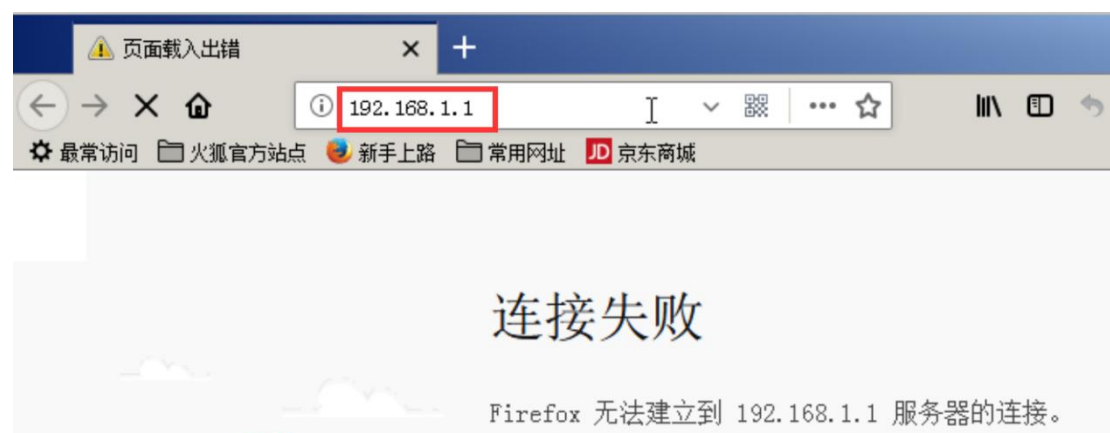 页面载入出错
192.168.1.1
最常访问 火狐官方站点 新手上路 常用网址 JD 京东商城
连接失败
Firefox 无法建立到 192.168.1.1 服务器的连接。